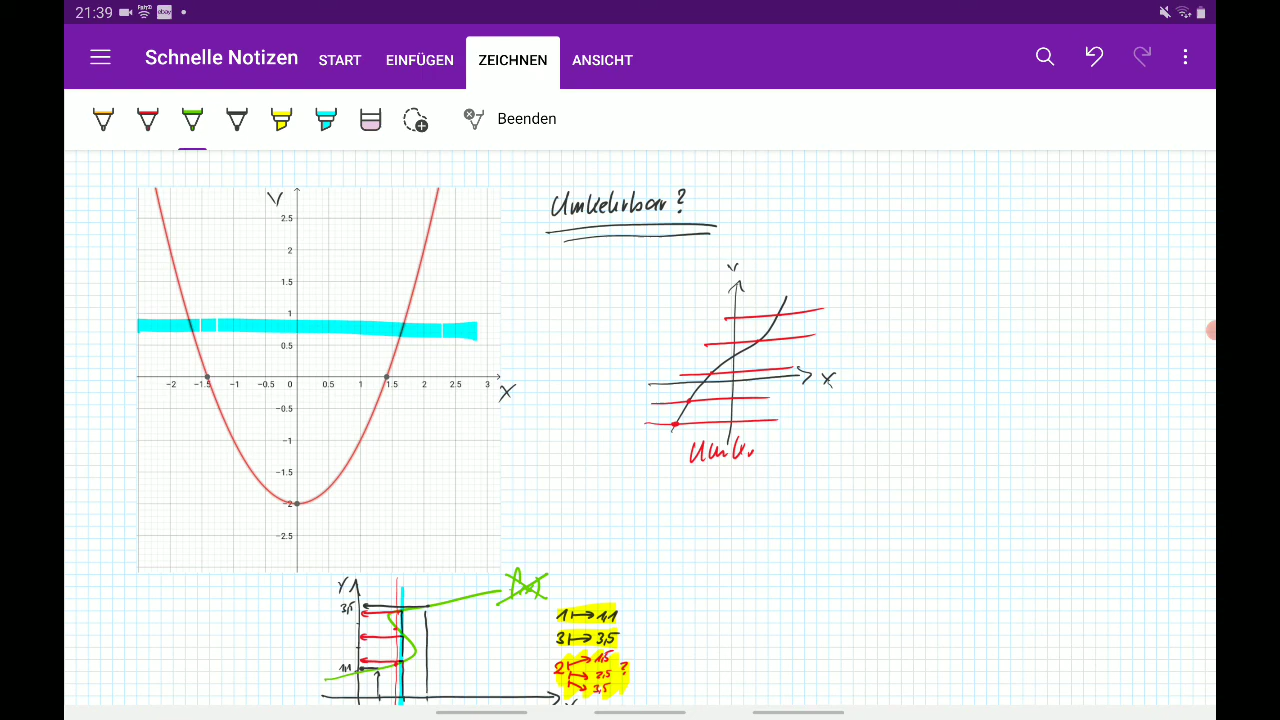 21:39 FRITZ! ebay
Schnelle Notizen START EINFÜGEN ZEICHNEN ANSICHT
Beenden
Umkehrbar?
y
2.5
2
1.5
1
0.5
-2 -1.5 -1 -0.5 0 0.5 1 1.5 2 2.5 3
x
-0.5
-1
-1.5
-2
-2.5
y
x
Umk.
y
3,5
1,1
f(x)
1 ↦ 1,1
3 ↦ 3,5
2 ↦ 1,5
↦ 2,5 ?
↦ 3,5